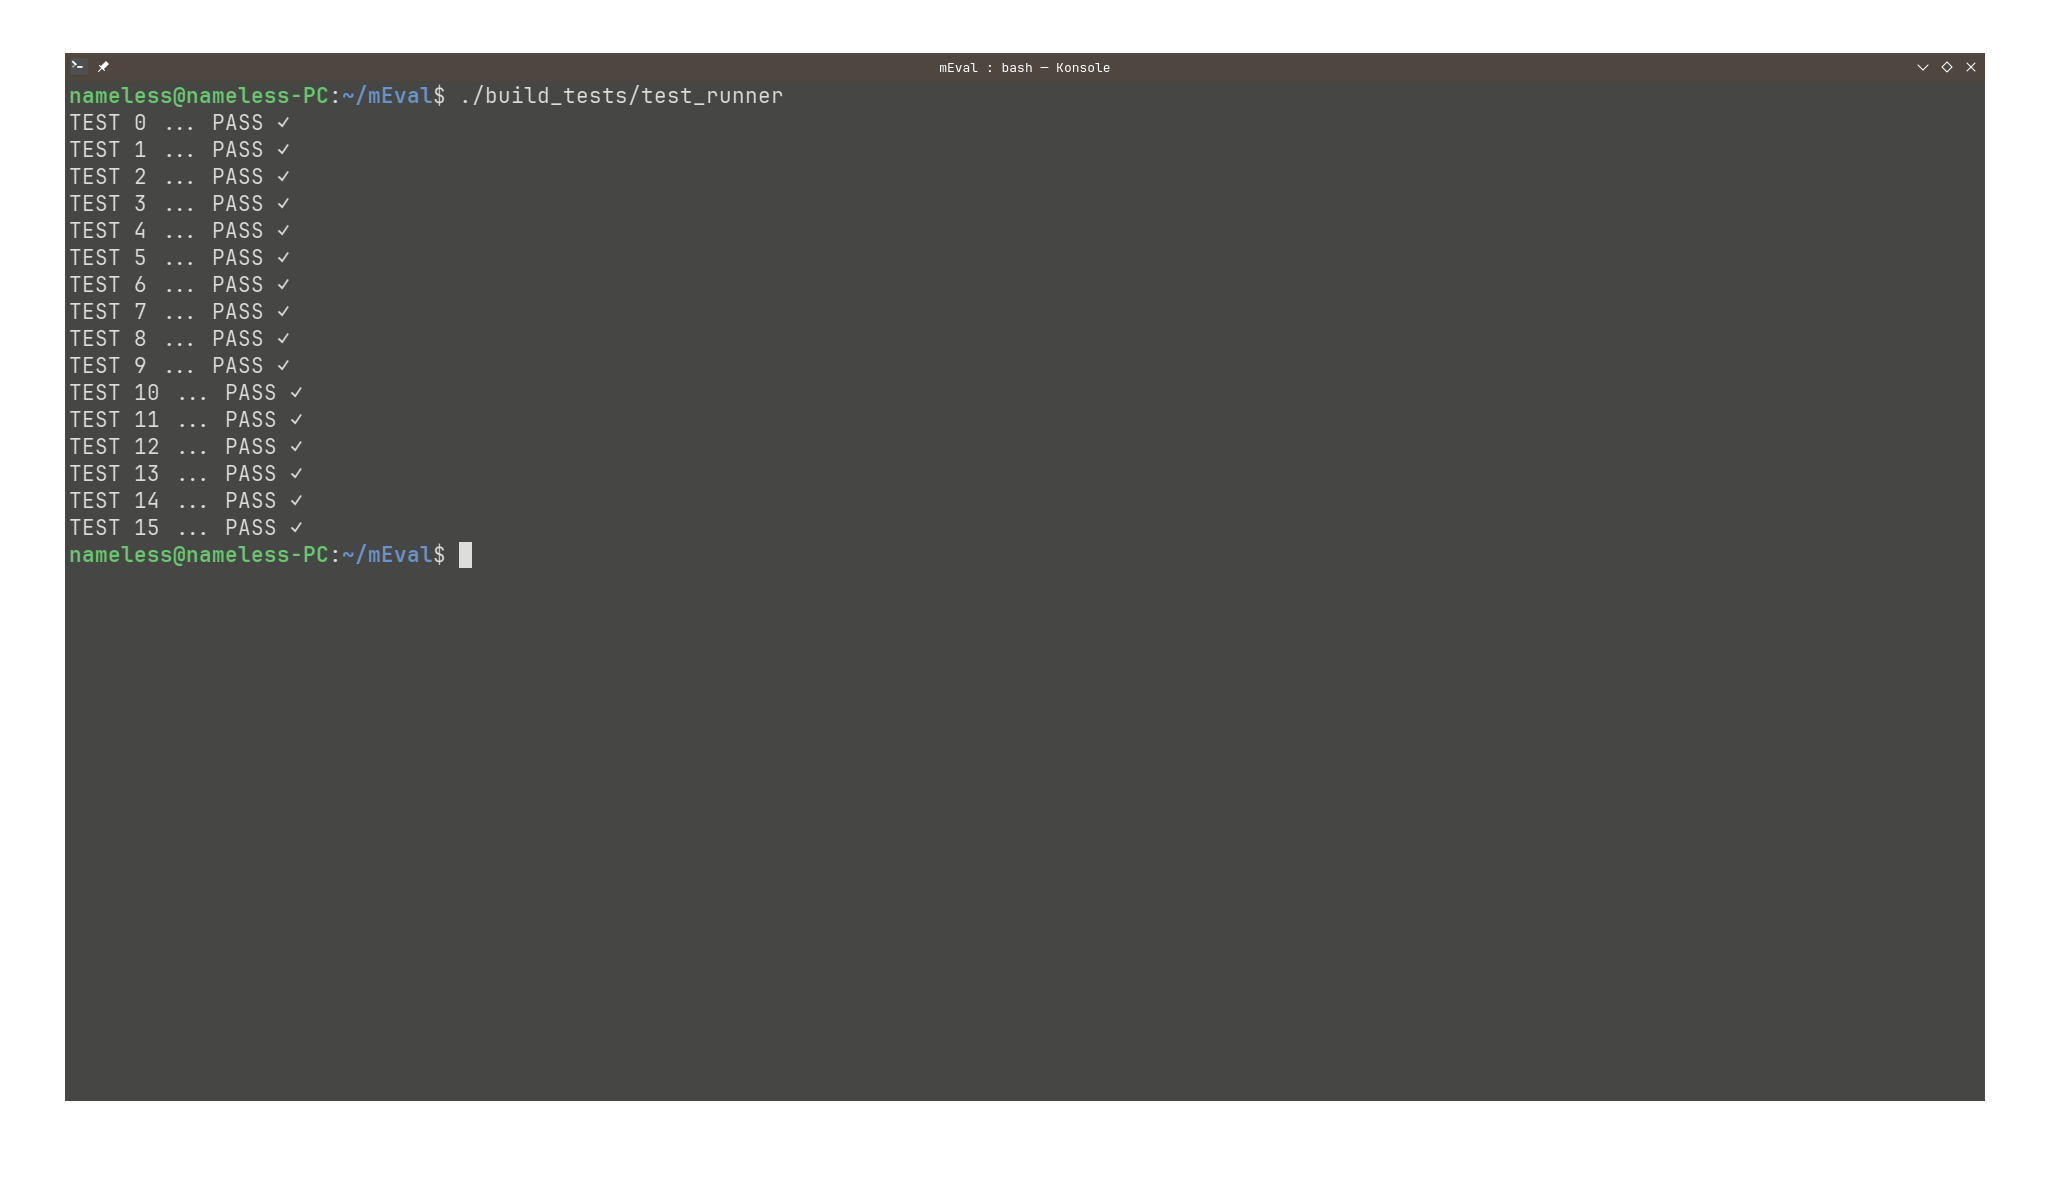 mEval : bash — Konsole
nameless@nameless-PC:~/mEval$ ./build_tests/test_runner
TEST 0 ... PASS ✓
TEST 1 ... PASS ✓
TEST 2 ... PASS ✓
TEST 3 ... PASS ✓
TEST 4 ... PASS ✓
TEST 5 ... PASS ✓
TEST 6 ... PASS ✓
TEST 7 ... PASS ✓
TEST 8 ... PASS ✓
TEST 9 ... PASS ✓
TEST 10 ... PASS ✓
TEST 11 ... PASS ✓
TEST 12 ... PASS ✓
TEST 13 ... PASS ✓
TEST 14 ... PASS ✓
TEST 15 ... PASS ✓
nameless@nameless-PC:~/mEval$